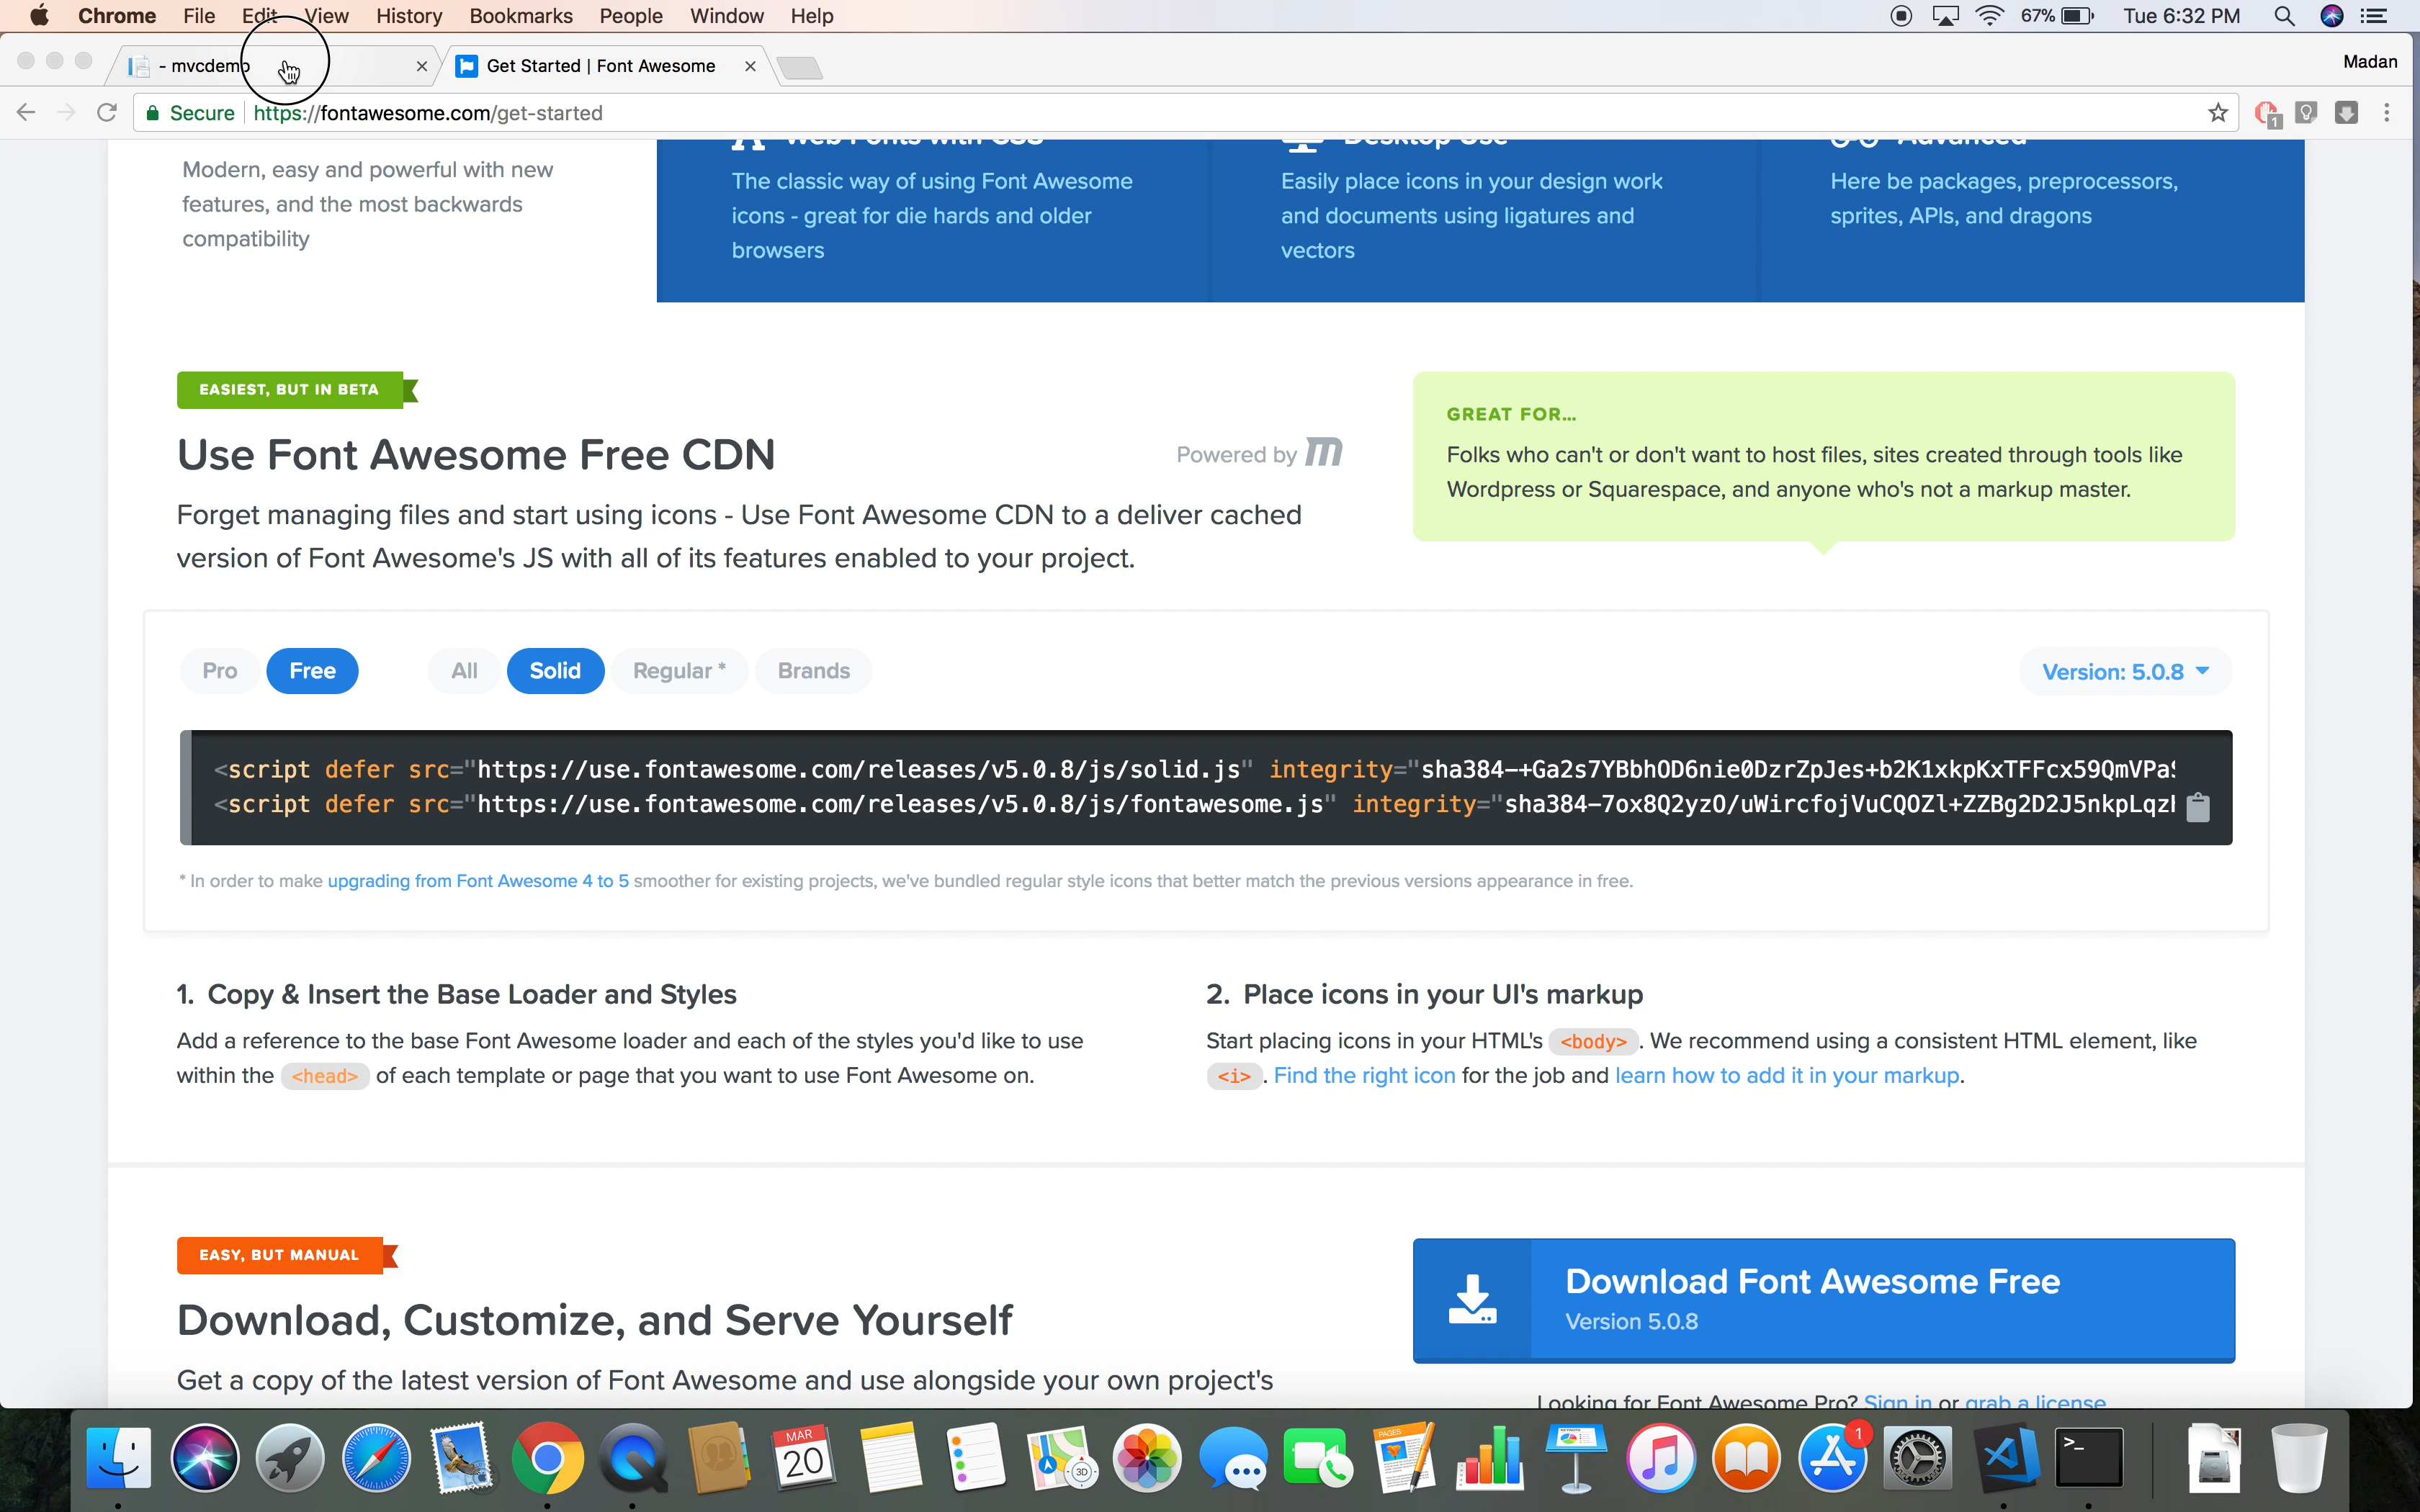 Chrome File Edit View History Bookmarks People Window Help 67% Tue 6:32 PM
- mvcdemo Get Started | Font Awesome Madan
Secure https://fontawesome.com/get-started 1
Modern, easy and powerful with new
features, and the most backwards
compatibility
Web Fonts with CSS
The classic way of using Font Awesome
icons - great for die hards and older
browsers
Desktop Use
Easily place icons in your design work
and documents using ligatures and
vectors
Advanced
Here be packages, preprocessors,
sprites, APIs, and dragons
EASIEST, BUT IN BETA
Use Font Awesome Free CDN
Powered by
Forget managing files and start using icons - Use Font Awesome CDN to a deliver cached
version of Font Awesome's JS with all of its features enabled to your project.
GREAT FOR...
Folks who can't or don't want to host files, sites created through tools like
Wordpress or Squarespace, and anyone who's not a markup master.
Pro Free All Solid Regular * Brands Version: 5.0.8
<script defer src="https://use.fontawesome.com/releases/v5.0.8/js/solid.js" integrity="sha384-+Ga2s7YBbhOD6nie0DzrZpJes+b2K1xkpKxTFFcx59QmVPa
<script defer src="https://use.fontawesome.com/releases/v5.0.8/js/fontawesome.js" integrity="sha384-7ox8Q2yzO/uWircfojVuCQOZl+ZZBg2D2J5nkpLqz
* In order to make upgrading from Font Awesome 4 to 5 smoother for existing projects, we've bundled regular style icons that better match the previous versions appearance in free.
1. Copy & Insert the Base Loader and Styles
Add a reference to the base Font Awesome loader and each of the styles you'd like to use
within the <head> of each template or page that you want to use Font Awesome on.
2. Place icons in your UI's markup
Start placing icons in your HTML's <body> . We recommend using a consistent HTML element, like
<i> . Find the right icon for the job and learn how to add it in your markup.
EASY, BUT MANUAL
Download, Customize, and Serve Yourself
Get a copy of the latest version of Font Awesome and use alongside your own project's
Download Font Awesome Free
Version 5.0.8
Looking for Font Awesome Pro? Sign in or grab a license
MAR
20
3D
PAGES
1
>_